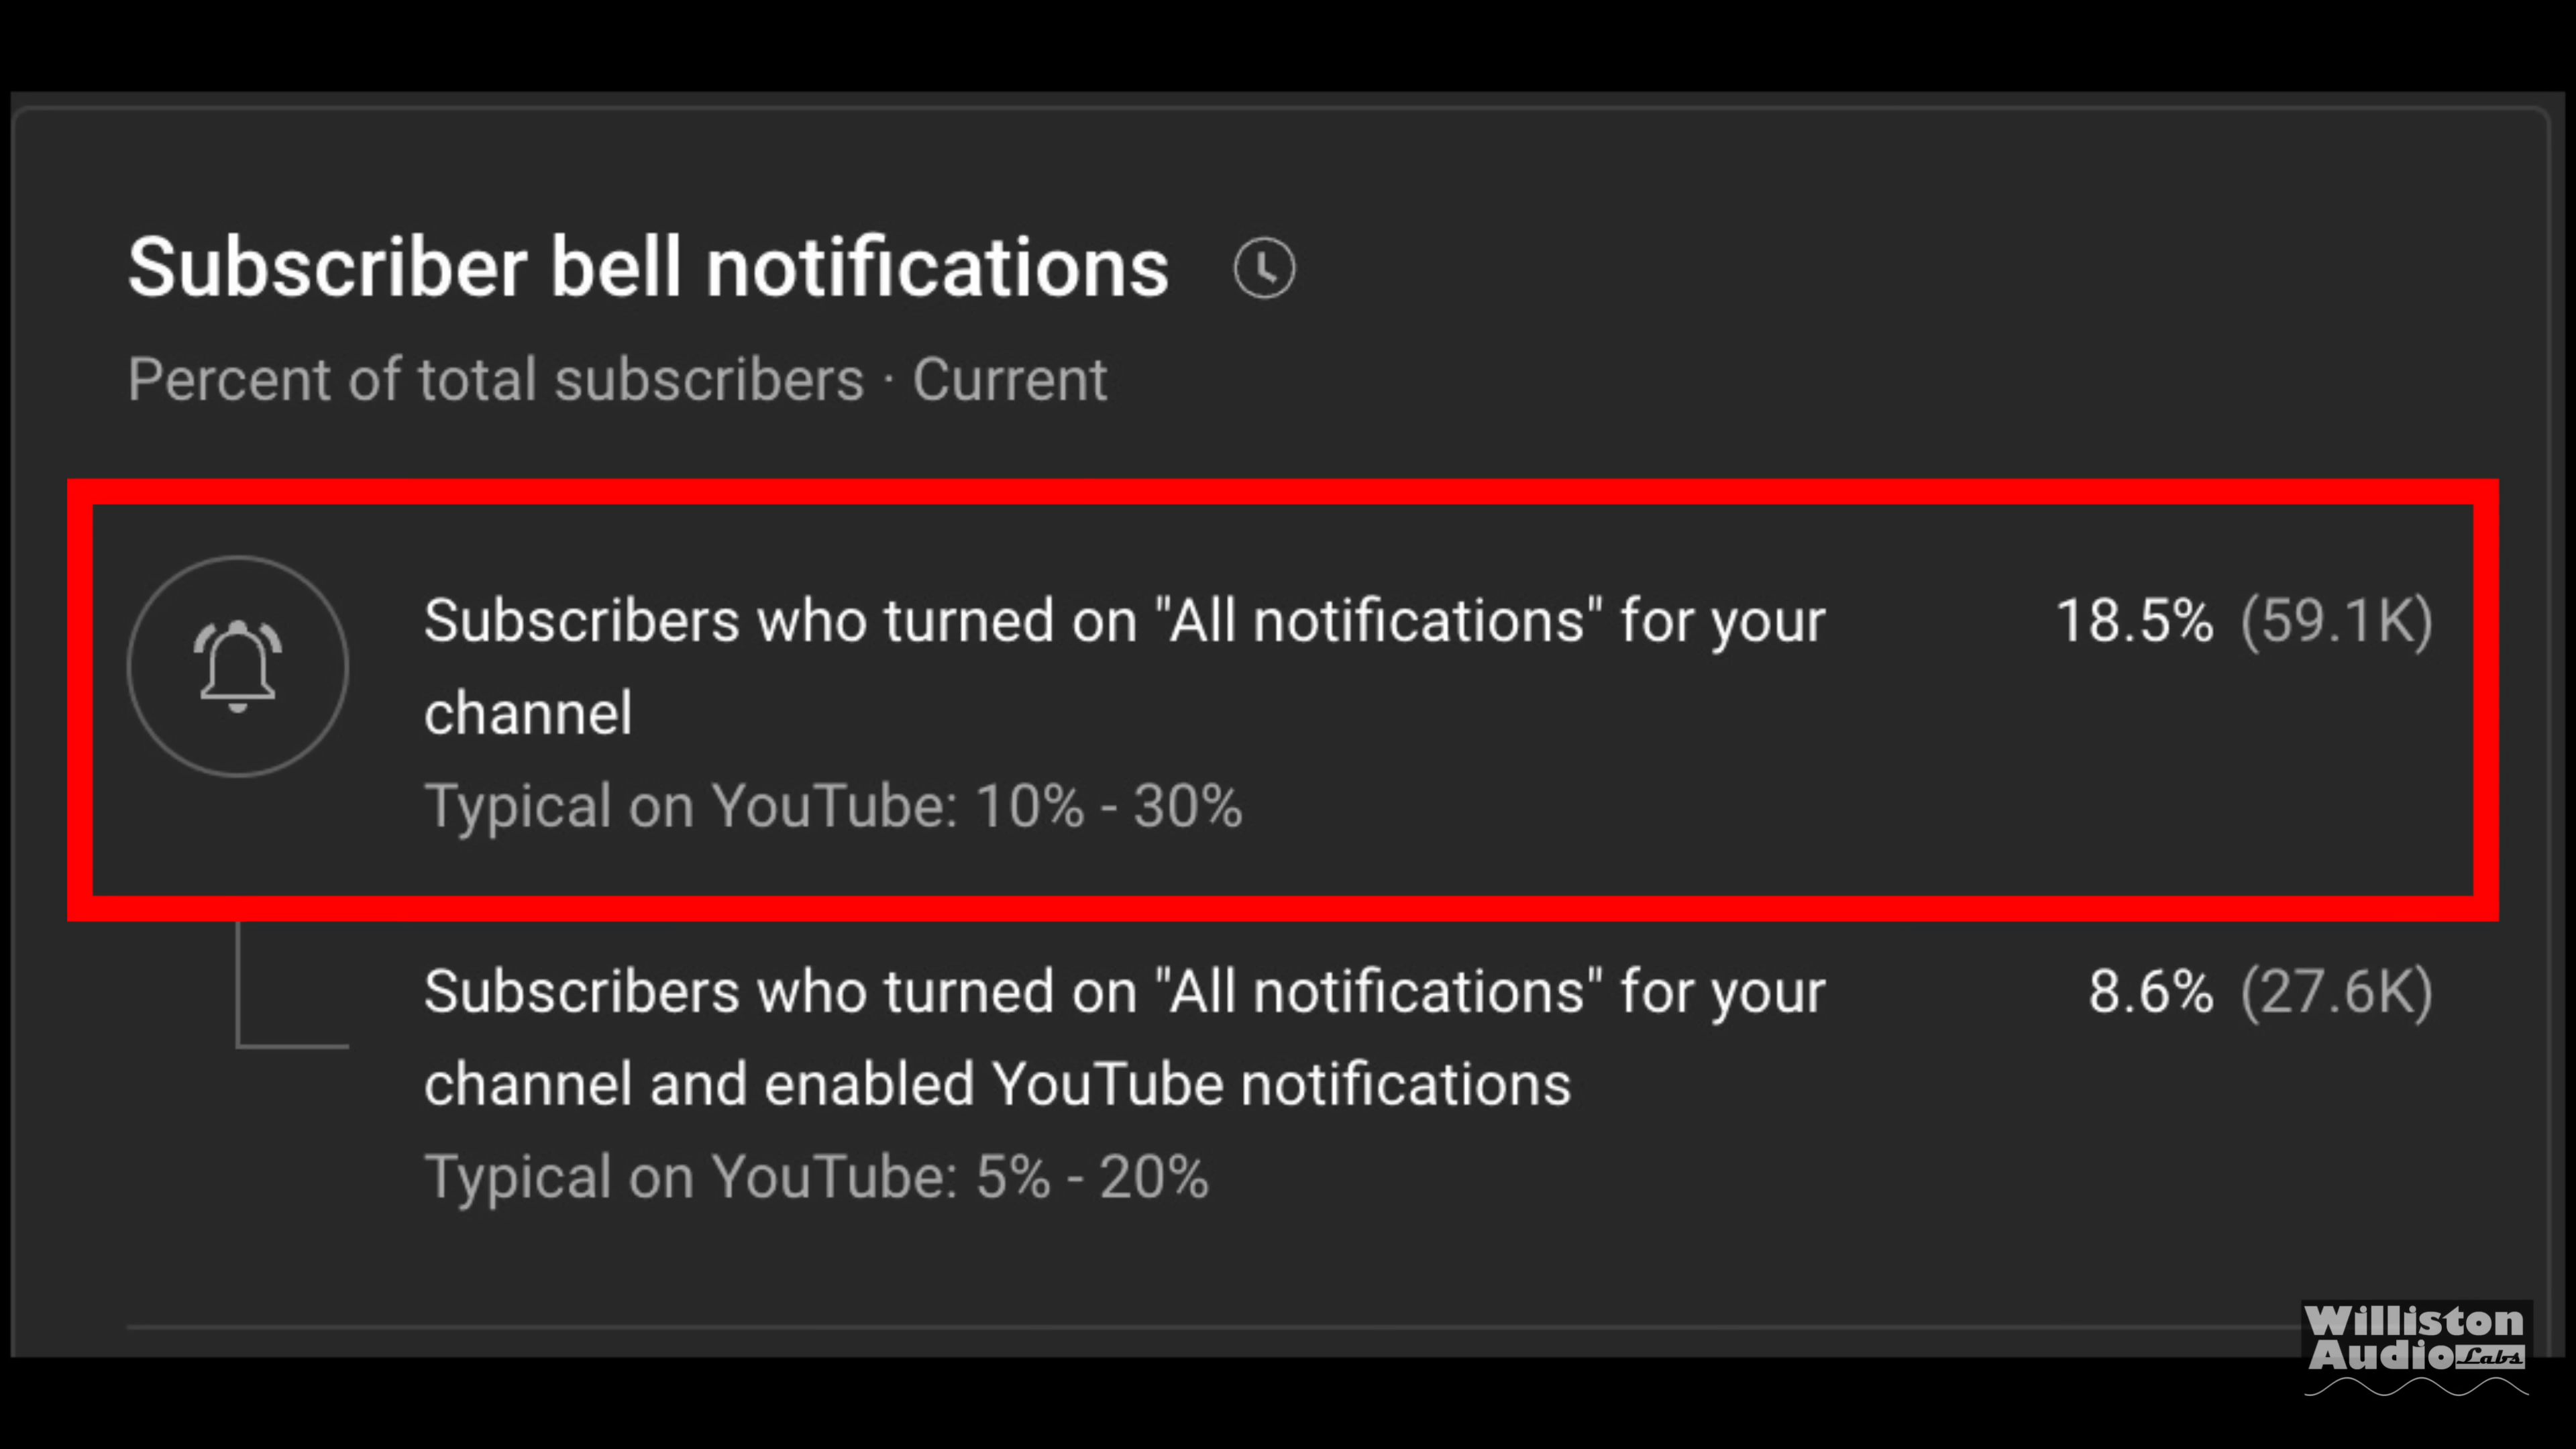 Subscriber bell notifications
Percent of total subscribers · Current
Subscribers who turned on "All notifications" for your 18.5% (59.1K)
channel
Typical on YouTube: 10% - 30%
Subscribers who turned on "All notifications" for your 8.6% (27.6K)
channel and enabled YouTube notifications
Typical on YouTube: 5% - 20%
Williston
Audio Labs